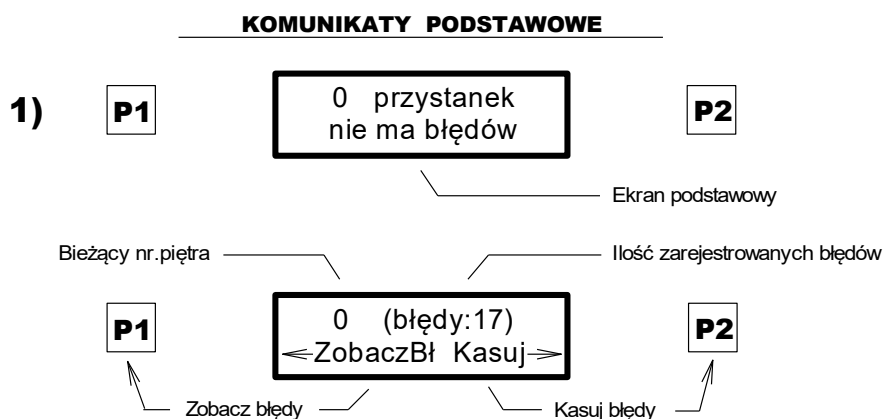 KOMUNIKATY PODSTAWOWE
1) P1 0 przystanek P2
nie ma błędów
Ekran podstawowy
Bieżący nr.piętra Ilość zarejestrowanych błędów
P1 0 (błędy:17) P2
ZobaczBł Kasuj
Zobacz błędy Kasuj błędy